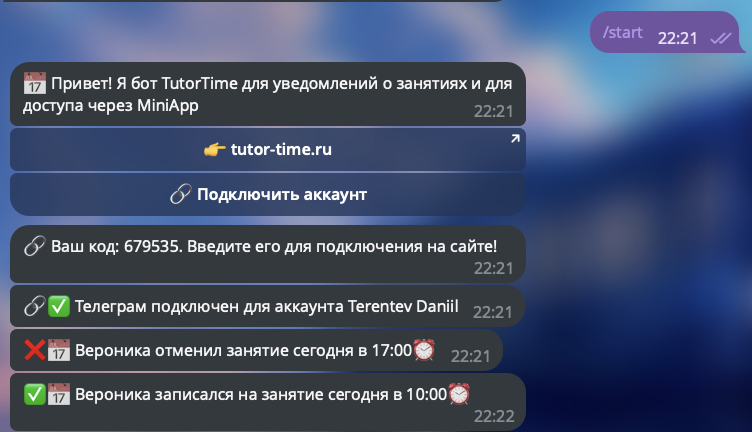 /start 22:21
Привет! Я бот TutorTime для уведомлений о занятиях и для
доступа через MiniApp
22:21
👉 tutor-time.ru
🔗 Подключить аккаунт
🔗 Ваш код: 679535. Введите его для подключения на сайте!
22:21
🔗✅ Телеграм подключен для аккаунта Terentev Daniil 22:21
❌📅 Вероника отменил занятие сегодня в 17:00⏰ 22:21
✅📅 Вероника записался на занятие сегодня в 10:00⏰
22:22